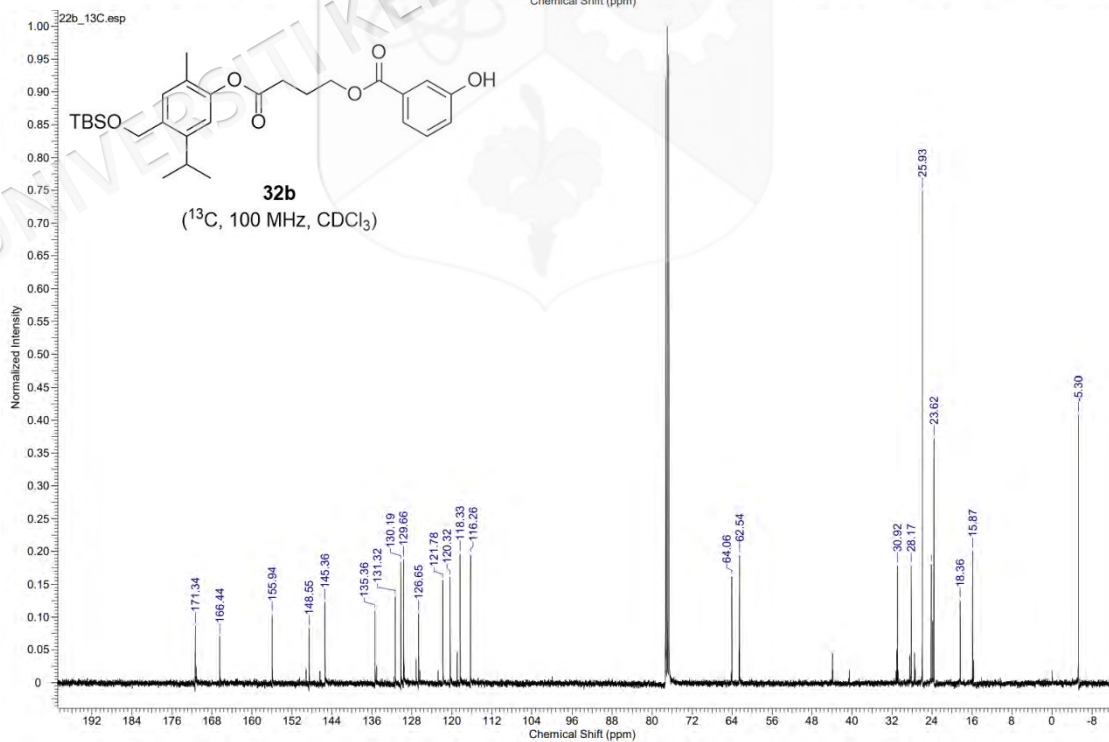 Chemical Shift (ppm)
22b_13C.esp
UNIVERSITI KE
O
O
OH
O
O
O
TBSO
32b
(¹³C, 100 MHz, CDCl₃)
Normalized Intensity
1.00
0.95
0.90
0.85
0.80
0.75
0.70
0.65
0.60
0.55
0.50
0.45
0.40
0.35
0.30
0.25
0.20
0.15
0.10
0.05
0
171.34
166.44
155.94
148.55
145.36
135.36
131.32
130.19
129.66
126.65
121.78
120.32
118.33
116.26
64.06
62.54
30.92
28.17
25.93
23.62
18.36
15.87
-5.30
192 184 176 168 160 152 144 136 128 120 112 104 96 88 80 72 64 56 48 40 32 24 16 8 0 -8
Chemical Shift (ppm)